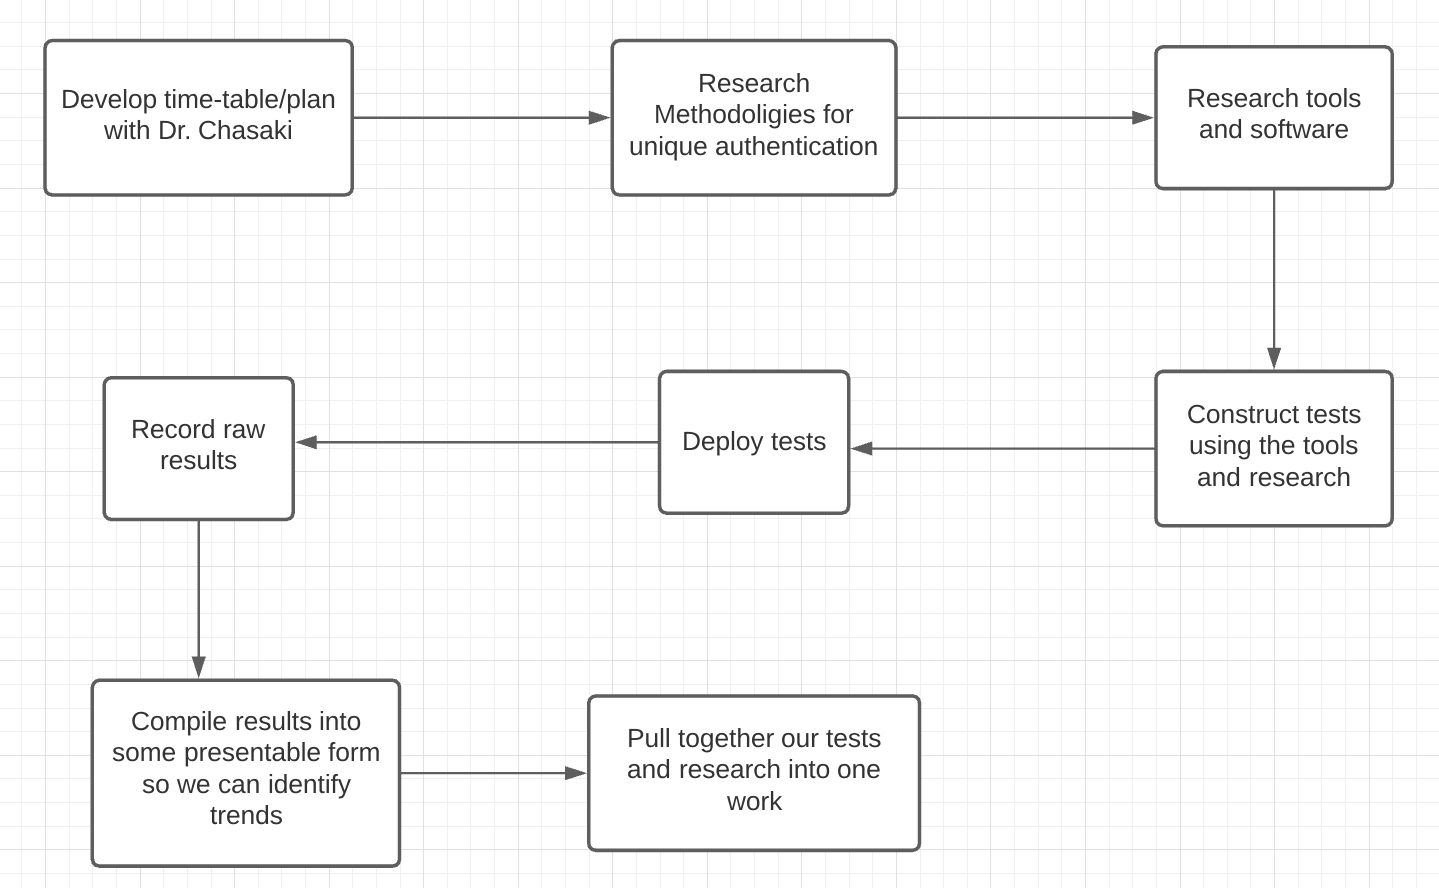 Develop time-table/plan
with Dr. Chasaki
Research
Methodoligies for
unique authentication
Research tools
and software
Construct tests
using the tools
and research
Deploy tests
Record raw
results
Compile results into
some presentable form
so we can identify
trends
Pull together our tests
and research into one
work